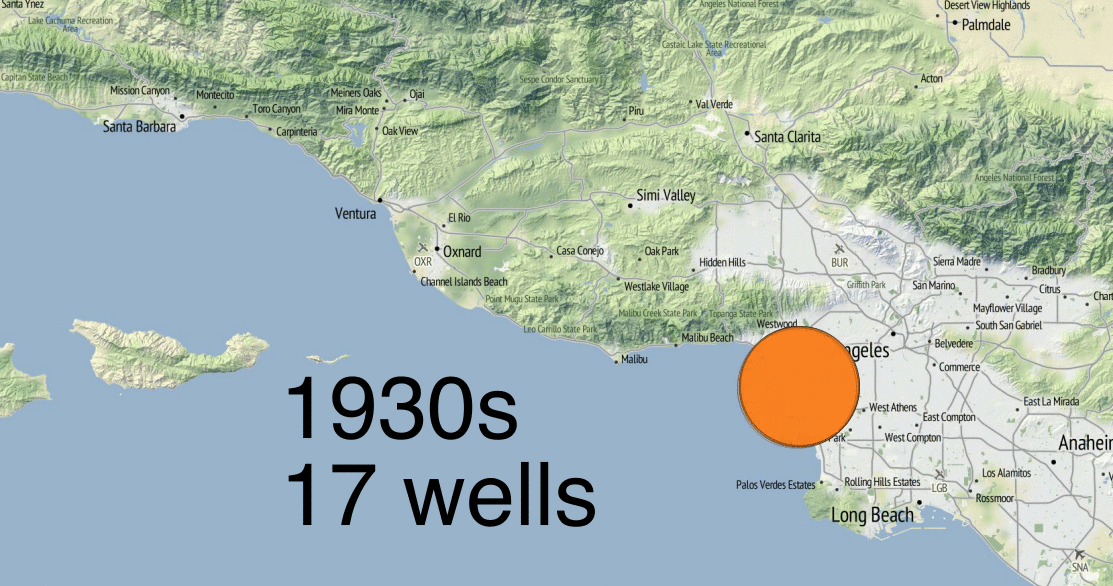 Santa Ynez
Lake Cachuma Recreation
Area
Capitan State Beach
Mission Canyon
Montecito
Toro Canyon
Santa Barbara
Carpinteria
Meiners Oaks
Ojai
Mira Monte
Oak View
Ventura
El Rio
OXR
Oxnard
Channel Islands Beach
Angeles National Forest
Castaic Lake State Recreational
Area
Sespe Condor Sanctuary
Piru
Val Verde
Santa Clarita
Desert View Highlands
Palmdale
Acton
Angeles National Forest
Simi Valley
Casa Conejo
Oak Park
Hidden Hills
Westlake Village
Point Mugu State Park
Malibu Creek State Park
Topanga State Park
Leo Carrillo State Park
Malibu Beach
Malibu
Westwood
BUR
Griffith Park
Sierra Madre
San Marino
Bradbury
Citrus
Mayflower Village
South San Gabriel
Belvedere
Commerce
geles
East La Mirada
West Athens
East Compton
West Compton
Park
Anaheim
Palos Verdes Estates
Rolling Hills Estates
LGB
Los Alamitos
Rossmoor
Long Beach
SNA
1930s
17 wells